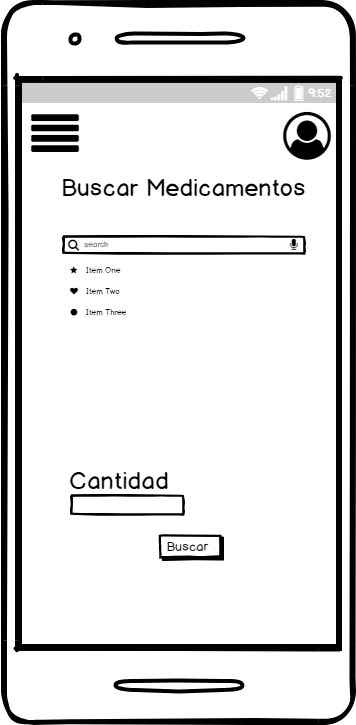 9:52
Buscar Medicamentos
search
Item One
Item Two
Item Three
Cantidad
Buscar